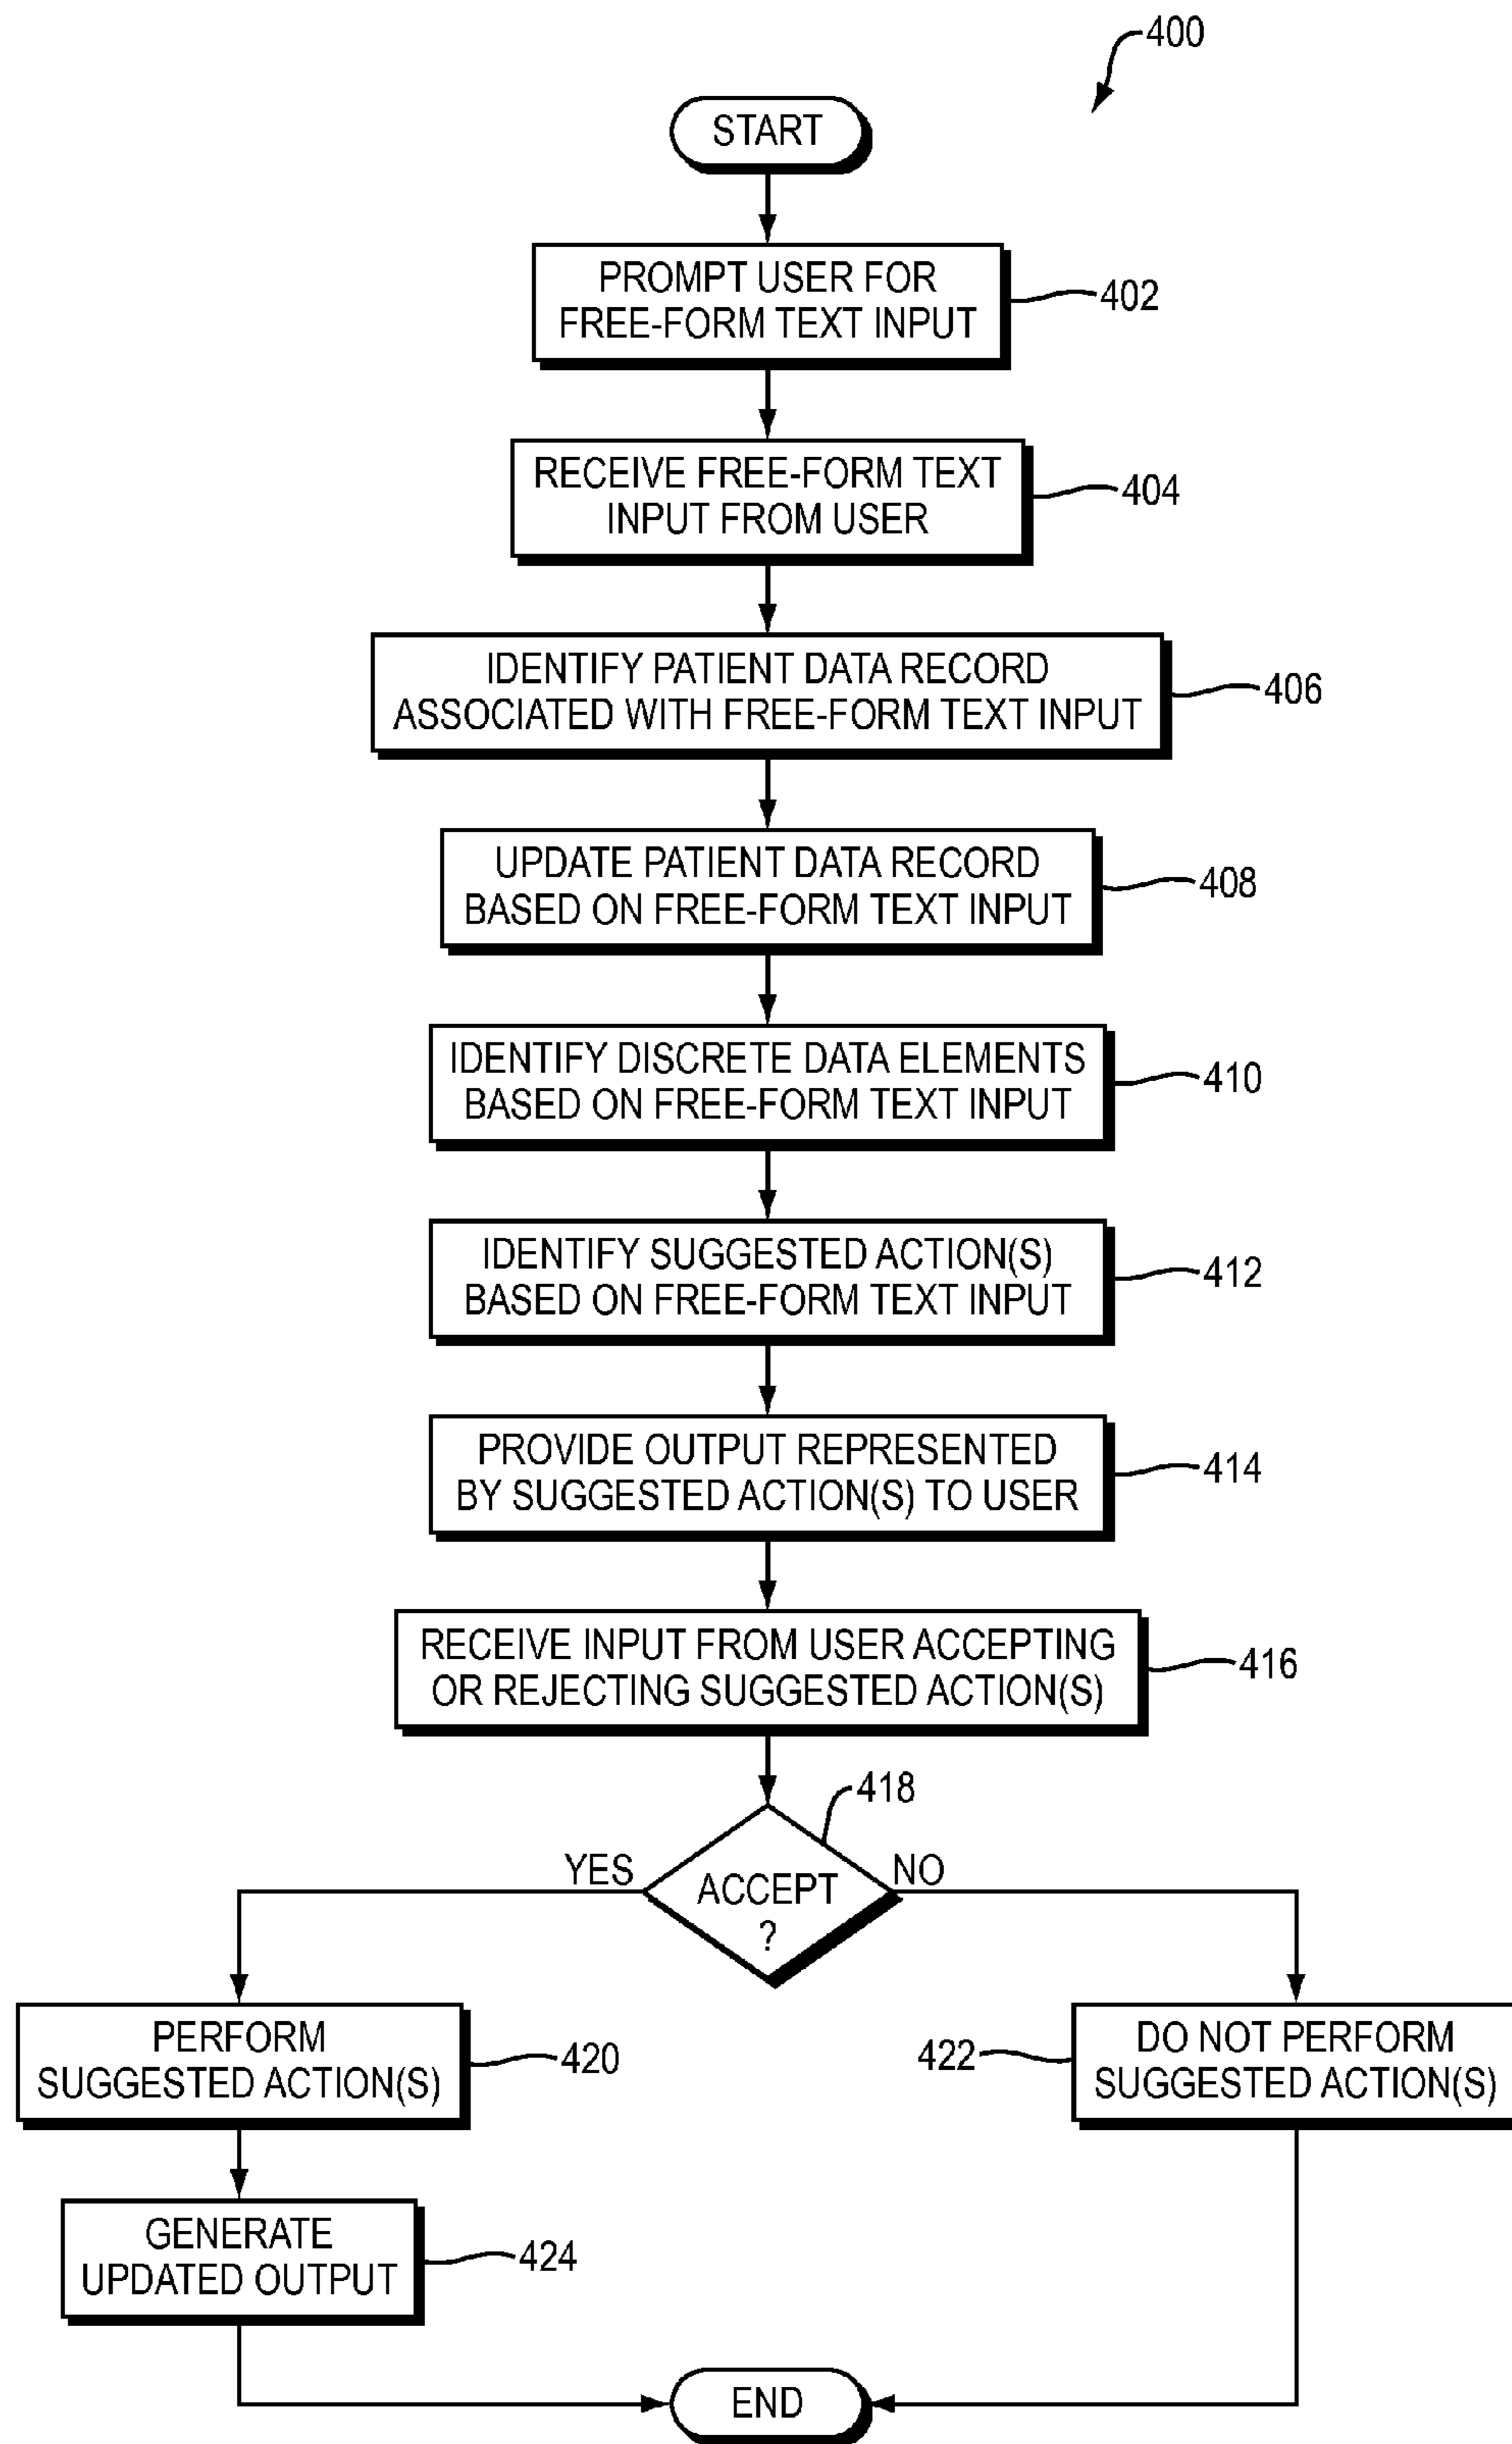 400
START
PROMPT USER FOR
FREE-FORM TEXT INPUT
402
RECEIVE FREE-FORM TEXT
INPUT FROM USER
404
IDENTIFY PATIENT DATA RECORD
ASSOCIATED WITH FREE-FORM TEXT INPUT
406
UPDATE PATIENT DATA RECORD
BASED ON FREE-FORM TEXT INPUT
408
IDENTIFY DISCRETE DATA ELEMENTS
BASED ON FREE-FORM TEXT INPUT
410
IDENTIFY SUGGESTED ACTION(S)
BASED ON FREE-FORM TEXT INPUT
412
PROVIDE OUTPUT REPRESENTED
BY SUGGESTED ACTION(S) TO USER
414
RECEIVE INPUT FROM USER ACCEPTING
OR REJECTING SUGGESTED ACTION(S)
416
418
YES
ACCEPT
?
NO
PERFORM
SUGGESTED ACTION(S)
420
422
DO NOT PERFORM
SUGGESTED ACTION(S)
GENERATE
UPDATED OUTPUT
424
END